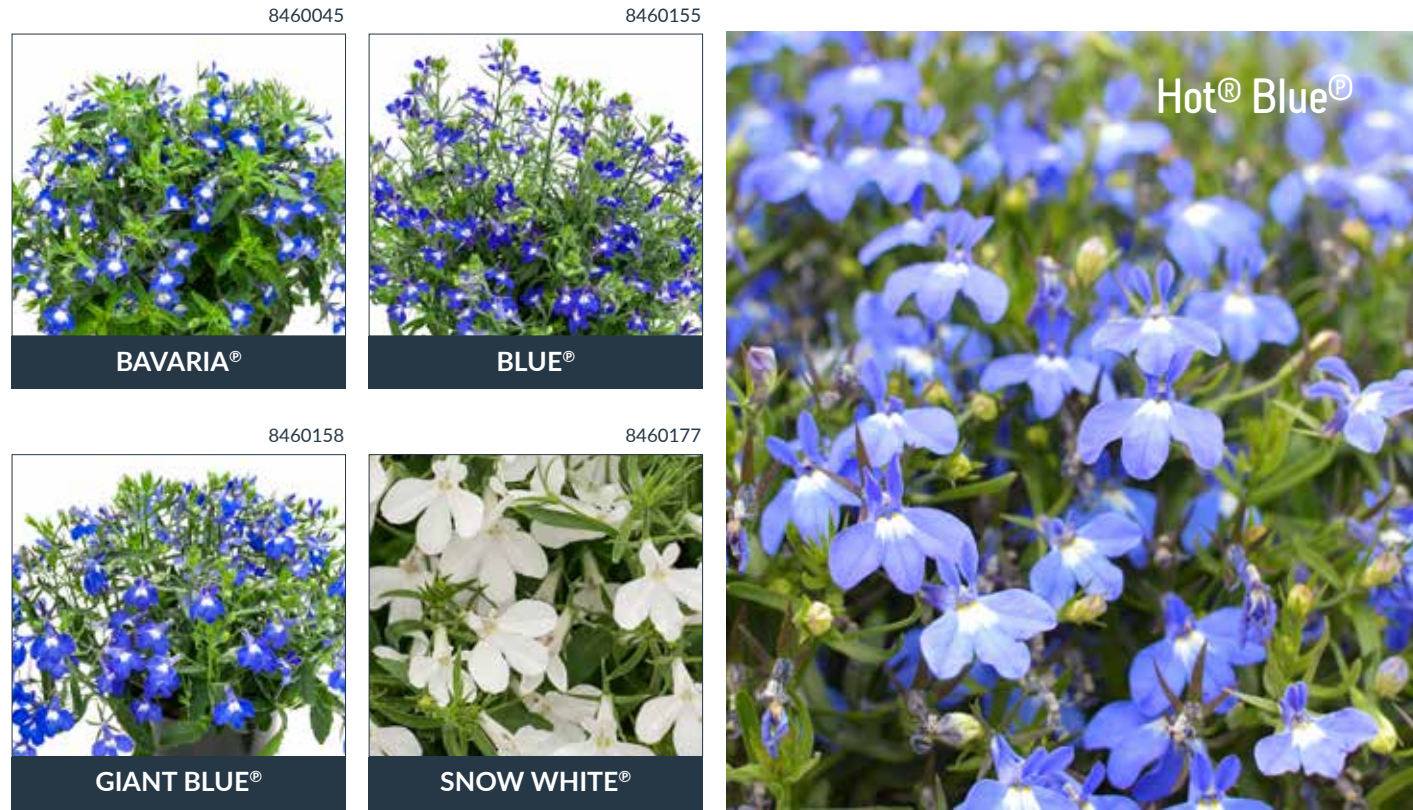 8460045
8460155
Hot® Blue℗
BAVARIA℗
BLUE℗
8460158
8460177
GIANT BLUE℗
SNOW WHITE℗